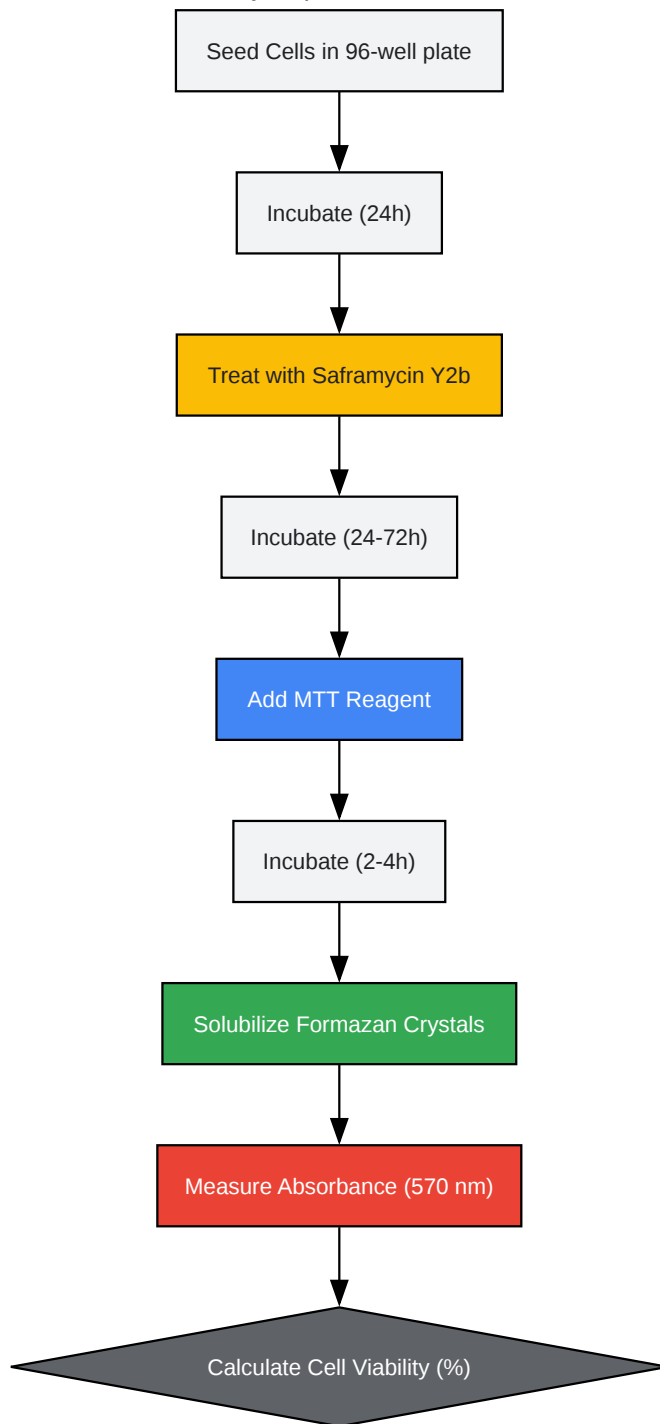 Seed Cells in 96-well plate
Incubate (24h)
Treat with Saframycin Y2b
Incubate (24-72h)
Add MTT Reagent
Incubate (2-4h)
Solubilize Formazan Crystals
Measure Absorbance (570 nm)
Calculate Cell Viability (%)